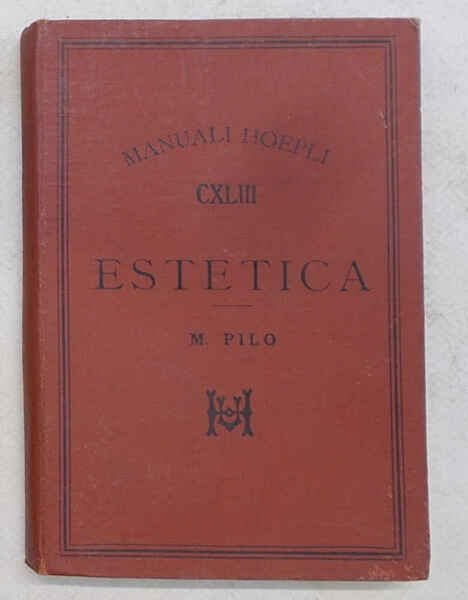 MANUALI HOEPLI
CXLIII
ESTETICA
M. PILO